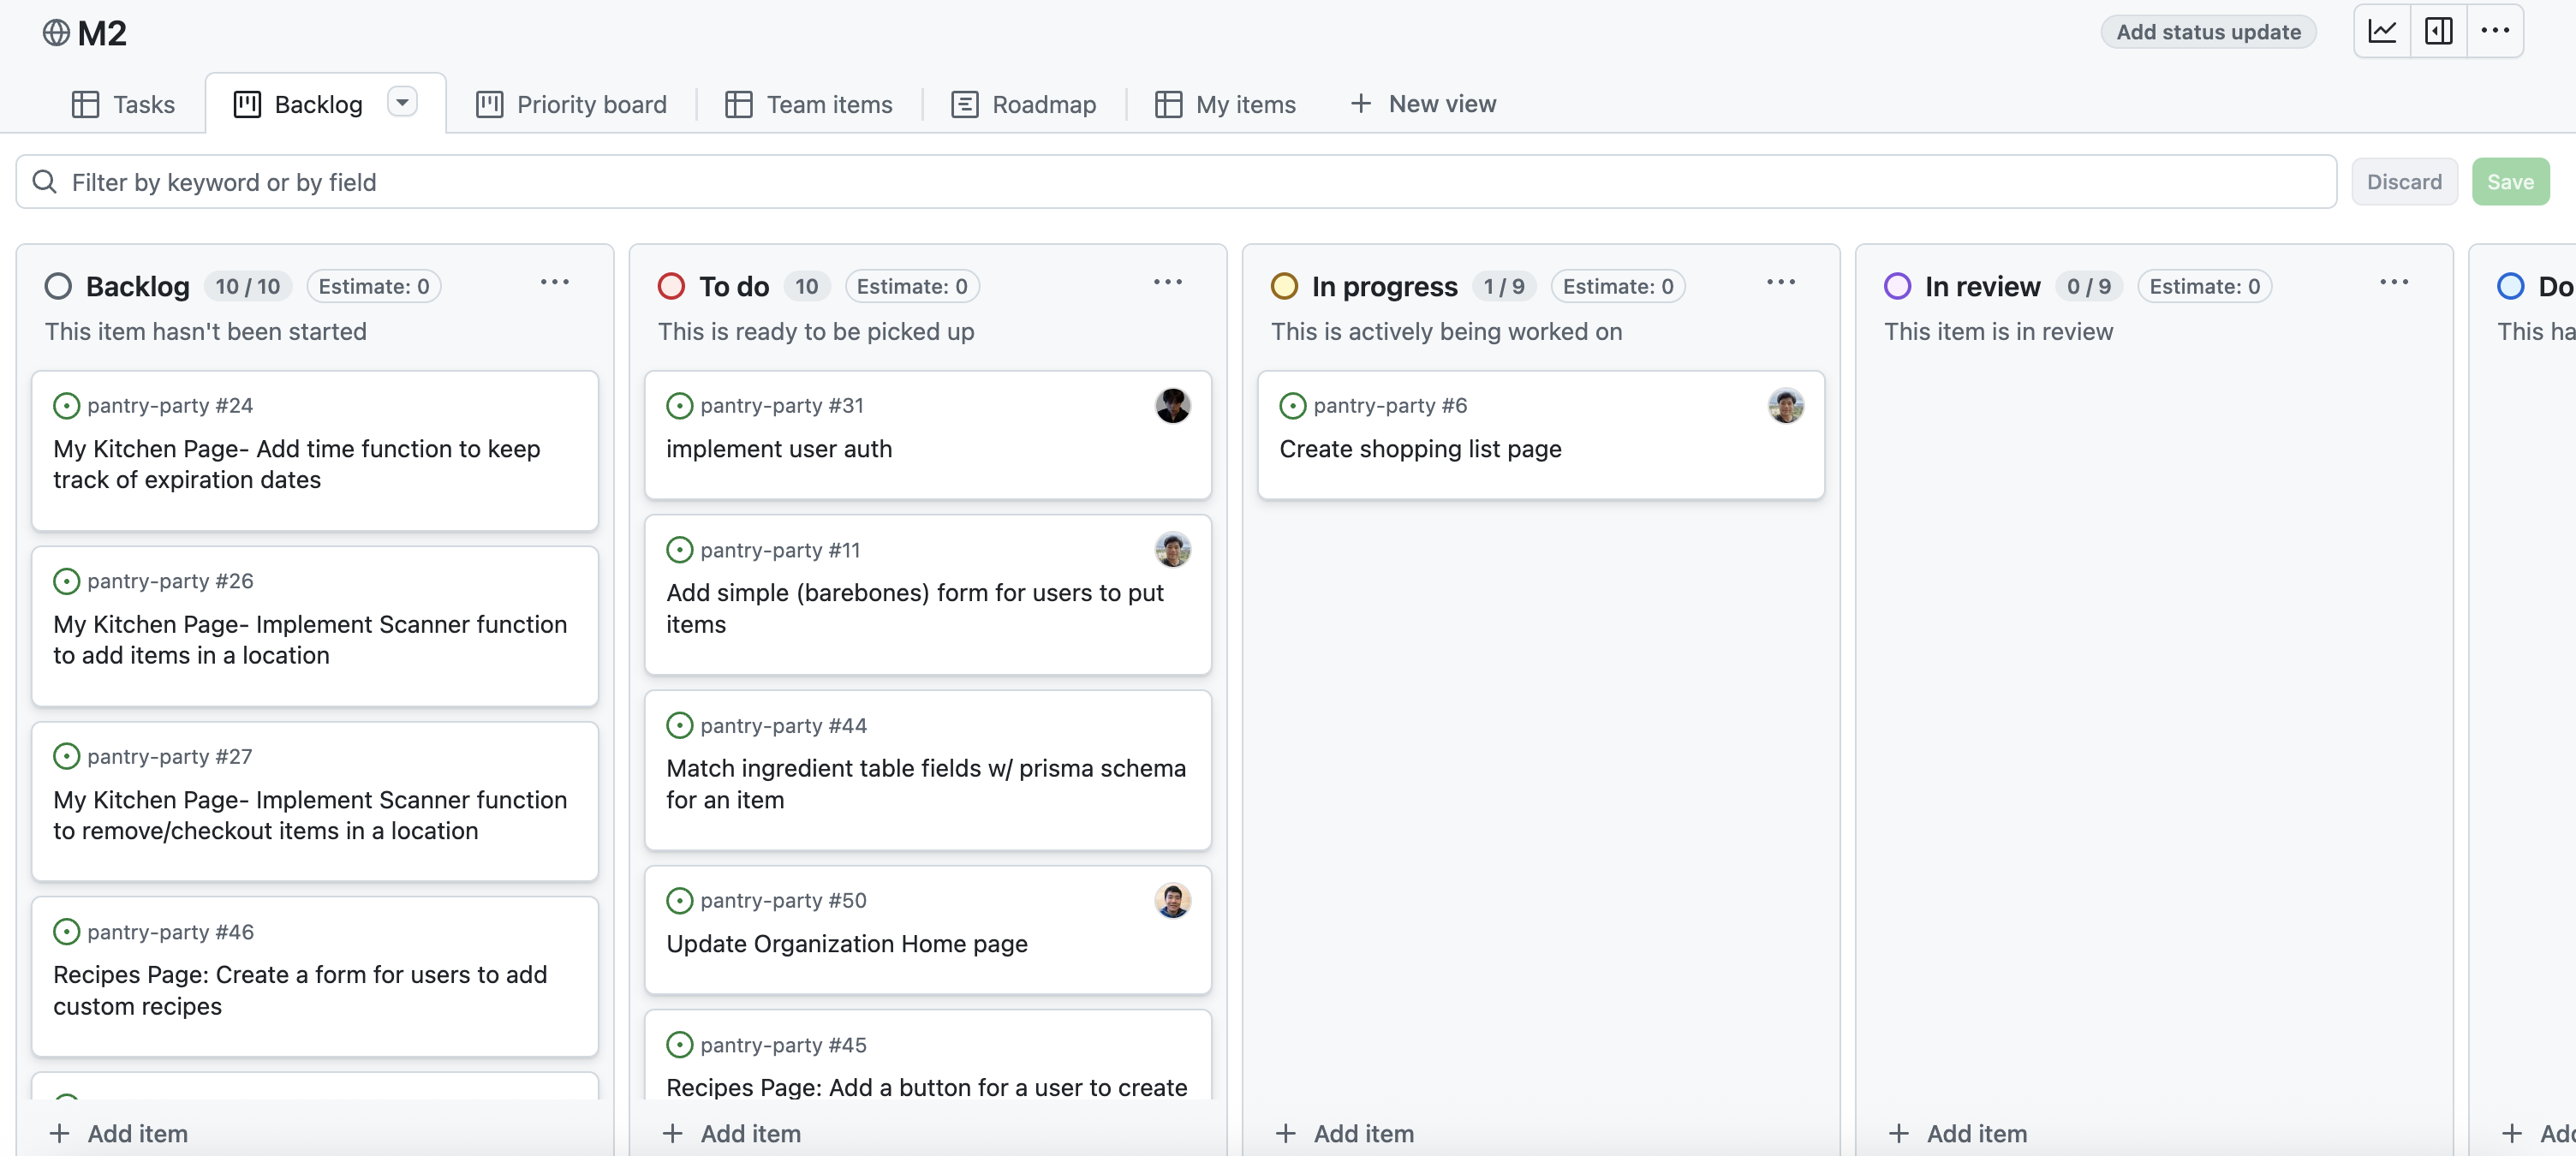 M2
Add status update
Tasks
Backlog
Priority board
Team items
Roadmap
My items
New view
Filter by keyword or by field
Discard
Save
Backlog 10 / 10 Estimate: 0
This item hasn't been started
pantry-party #24
My Kitchen Page- Add time function to keep
track of expiration dates
pantry-party #26
My Kitchen Page- Implement Scanner function
to add items in a location
pantry-party #27
My Kitchen Page- Implement Scanner function
to remove/checkout items in a location
pantry-party #46
Recipes Page: Create a form for users to add
custom recipes
Add item
To do 10 Estimate: 0
This is ready to be picked up
pantry-party #31
implement user auth
pantry-party #11
Add simple (barebones) form for users to put
items
pantry-party #44
Match ingredient table fields w/ prisma schema
for an item
pantry-party #50
Update Organization Home page
pantry-party #45
Recipes Page: Add a button for a user to create
Add item
In progress 1 / 9 Estimate: 0
This is actively being worked on
pantry-party #6
Create shopping list page
Add item
In review 0 / 9 Estimate: 0
This item is in review
Add item
Do
This ha
Add